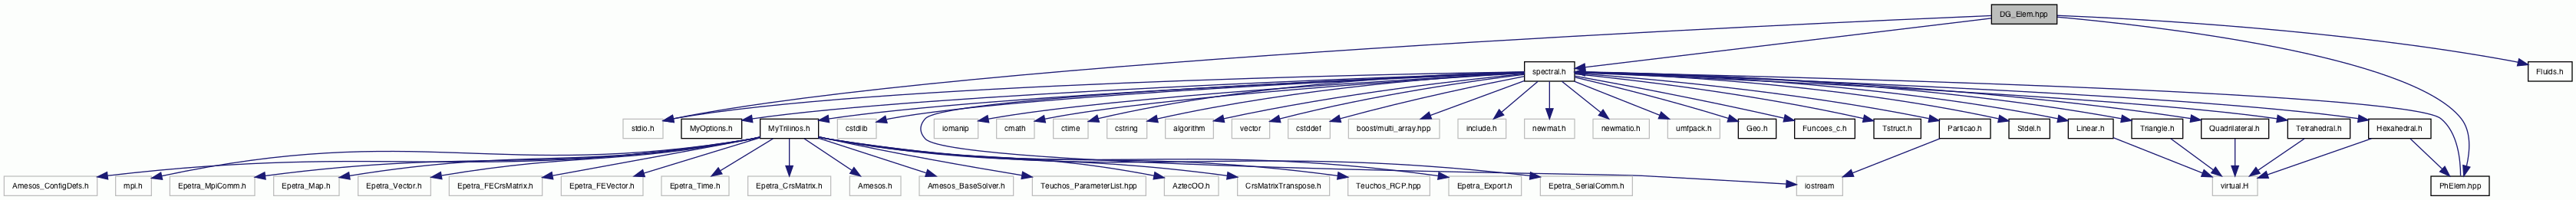 DG_Elem.hpp
spectral.h
Fluids.h
stdio.h
MyOptions.h
MyTrilinos.h
cstdlib
iomanip
cmath
ctime
cstring
algorithm
vector
cstddef
boost/multi_array.hpp
include.h
newmat.h
newmatio.h
umfpack.h
Geo.h
Funcoes_c.h
Tstruct.h
Particao.h
Stdel.h
Linear.h
Triangle.h
Quadrilateral.h
Tetrahedral.h
Hexahedral.h
Amesos_ConfigDefs.h
mpi.h
Epetra_MpiComm.h
Epetra_Map.h
Epetra_Vector.h
Epetra_FECrsMatrix.h
Epetra_FEVector.h
Epetra_Time.h
Epetra_CrsMatrix.h
Amesos.h
Amesos_BaseSolver.h
Teuchos_ParameterList.hpp
AztecOO.h
CrsMatrixTranspose.h
Teuchos_RCP.hpp
Epetra_Export.h
Epetra_SerialComm.h
iostream
virtual.H
PhElem.hpp